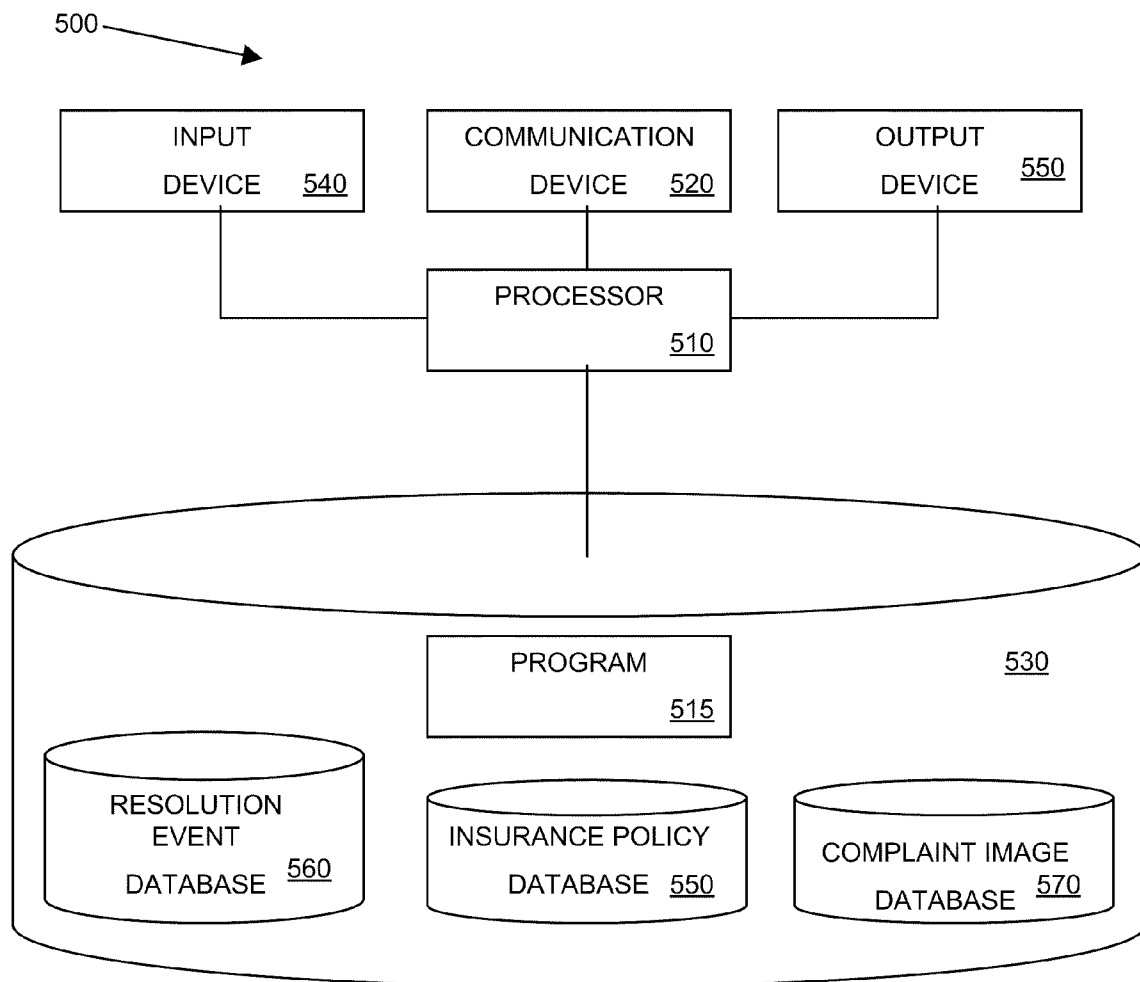 500
INPUT
DEVICE 540
COMMUNICATION
DEVICE 520
OUTPUT
DEVICE 550
PROCESSOR
510
PROGRAM
515
530
RESOLUTION
EVENT
DATABASE 560
INSURANCE POLICY
DATABASE 550
COMPLAINT IMAGE
DATABASE 570